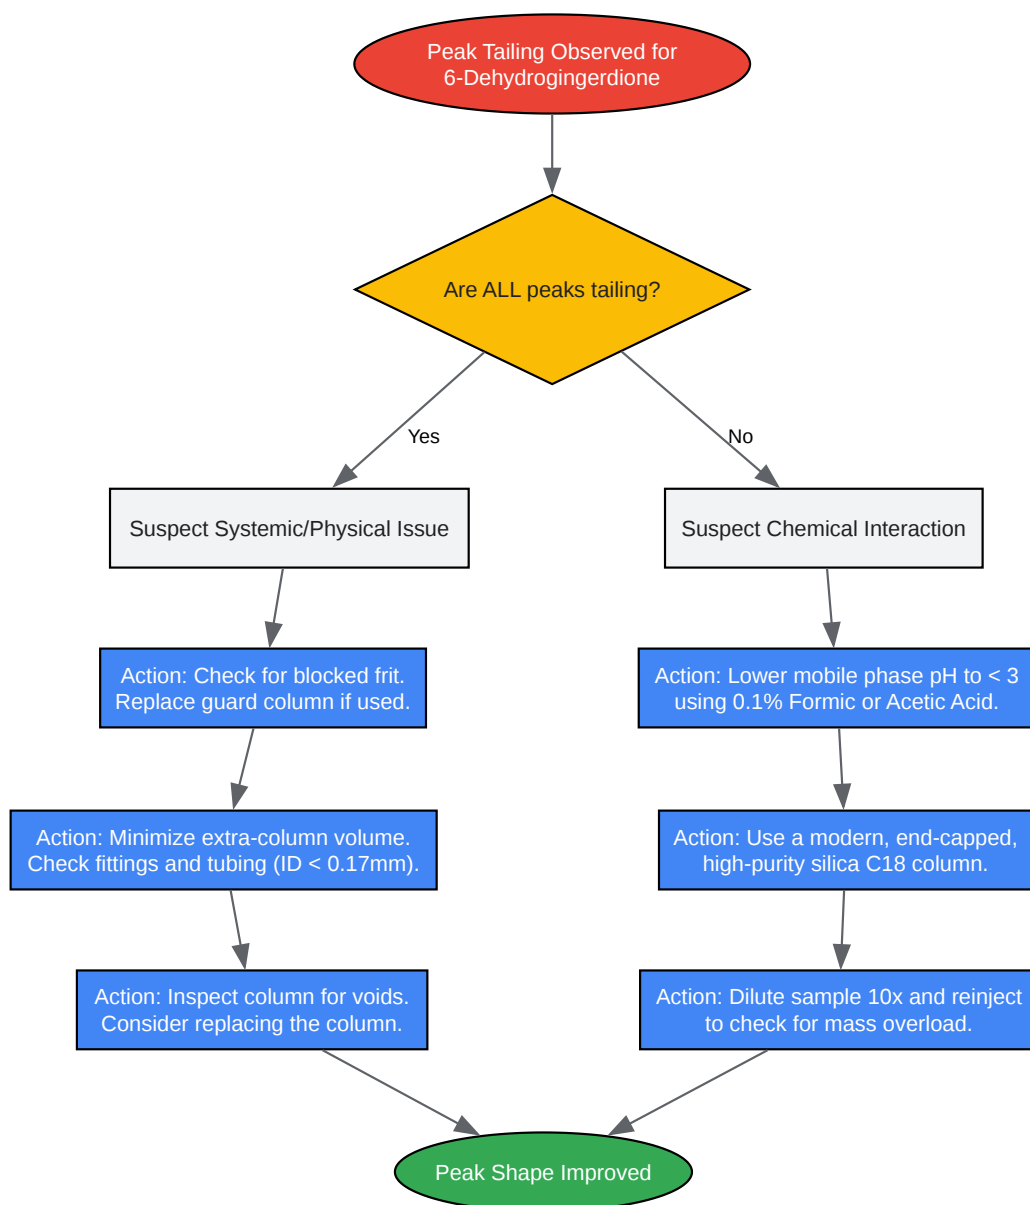 Peak Tailing Observed for
6-Dehydrogingerdione
Are ALL peaks tailing?
Yes
No
Suspect Systemic/Physical Issue
Suspect Chemical Interaction
Action: Check for blocked frit.
Replace guard column if used.
Action: Lower mobile phase pH to < 3
using 0.1% Formic or Acetic Acid.
Action: Minimize extra-column volume.
Check fittings and tubing (ID < 0.17mm).
Action: Use a modern, end-capped,
high-purity silica C18 column.
Action: Inspect column for voids.
Consider replacing the column.
Action: Dilute sample 10x and reinject
to check for mass overload.
Peak Shape Improved